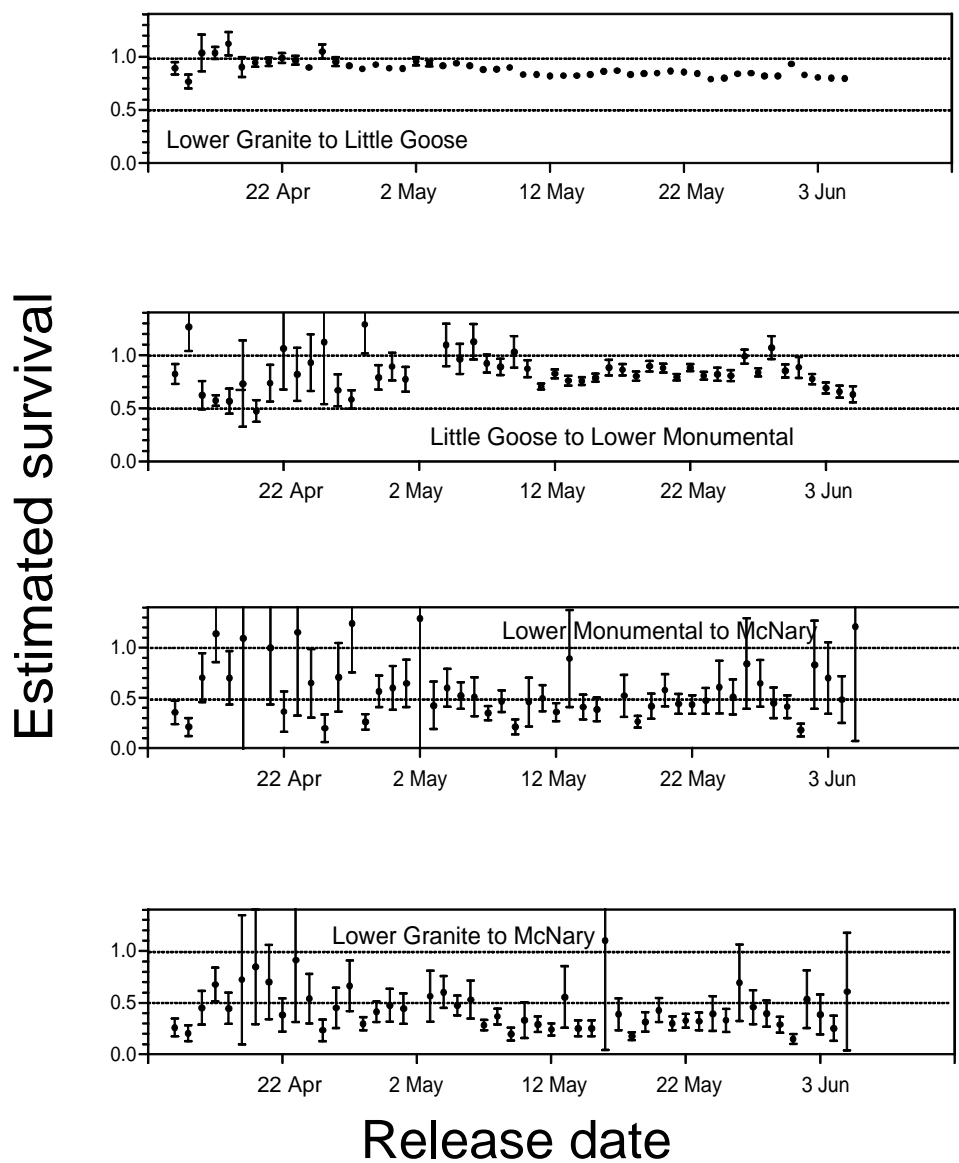 Estimated survival
1.0
0.5
0.0
Lower Granite to Little Goose
22 Apr 2 May 12 May 22 May 3 Jun
1.0
0.5
0.0
Little Goose to Lower Monumental
22 Apr 2 May 12 May 22 May 3 Jun
Lower Monumental to McNary
1.0
0.5
0.0
22 Apr 2 May 12 May 22 May 3 Jun
Lower Granite to McNary
1.0
0.5
0.0
22 Apr 2 May 12 May 22 May 3 Jun
Release date